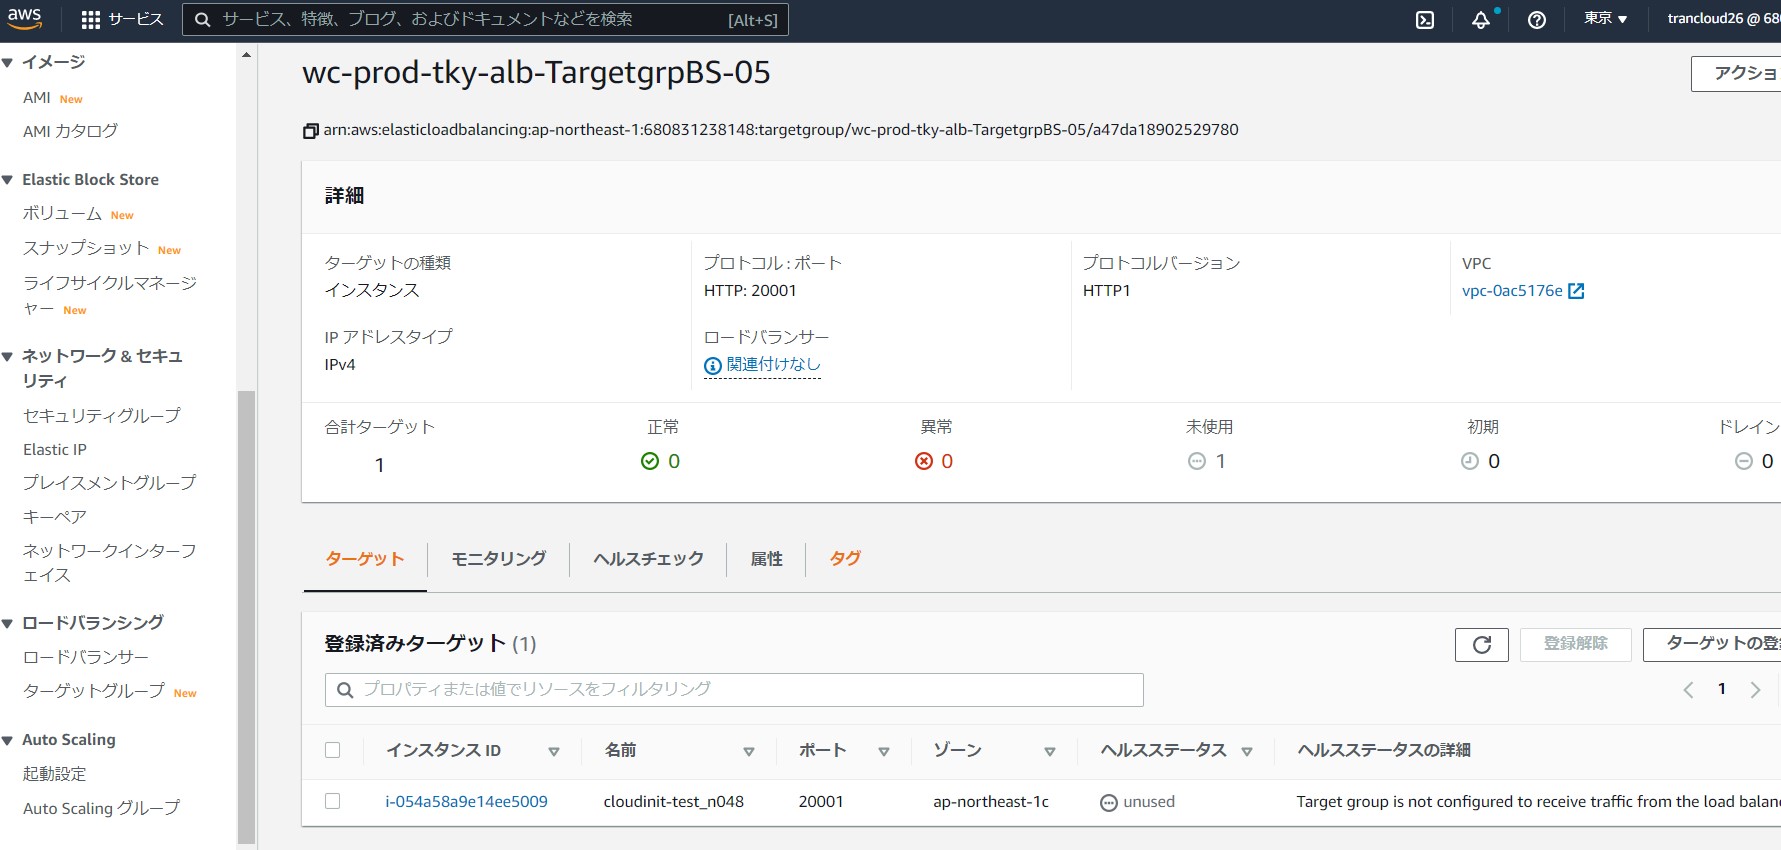 aws
サービス
サービス、特徴、ブログ、およびドキュメントなどを検索
[Alt+S]
東京
trancloud26 @ 68
イメージ
AMI New
AMI カタログ
Elastic Block Store
ボリューム New
スナップショット New
ライフサイクルマネージ
ャー New
ネットワーク & セキュ
リティ
セキュリティグループ
Elastic IP
プレイスメントグループ
キーペア
ネットワークインターフ
ェイス
ロードバランシング
ロードバランサー
ターゲットグループ New
Auto Scaling
起動設定
Auto Scaling グループ
wc-prod-tky-alb-TargetgrpBS-05
アクショ
arn:aws:elasticloadbalancing:ap-northeast-1:680831238148:targetgroup/wc-prod-tky-alb-TargetgrpBS-05/a47da18902529780
詳細
ターゲットの種類
インスタンス
プロトコル : ポート
HTTP: 20001
プロトコルバージョン
HTTP1
VPC
vpc-0ac5176e
IP アドレスタイプ
IPv4
ロードバランサー
関連付けなし
合計ターゲット
1
正常
0
異常
0
未使用
1
初期
0
ドレイン
0
ターゲット
モニタリング
ヘルスチェック
属性
タグ
登録済みターゲット (1)
登録解除
ターゲットの登録
プロパティまたは値でリソースをフィルタリング
1
インスタンス ID 名前 ポート ゾーン ヘルスステータス ヘルスステータスの詳細
i-054a58a9e14ee5009 cloudinit-test_n048 20001 ap-northeast-1c unused Target group is not configured to receive traffic from the load balanc